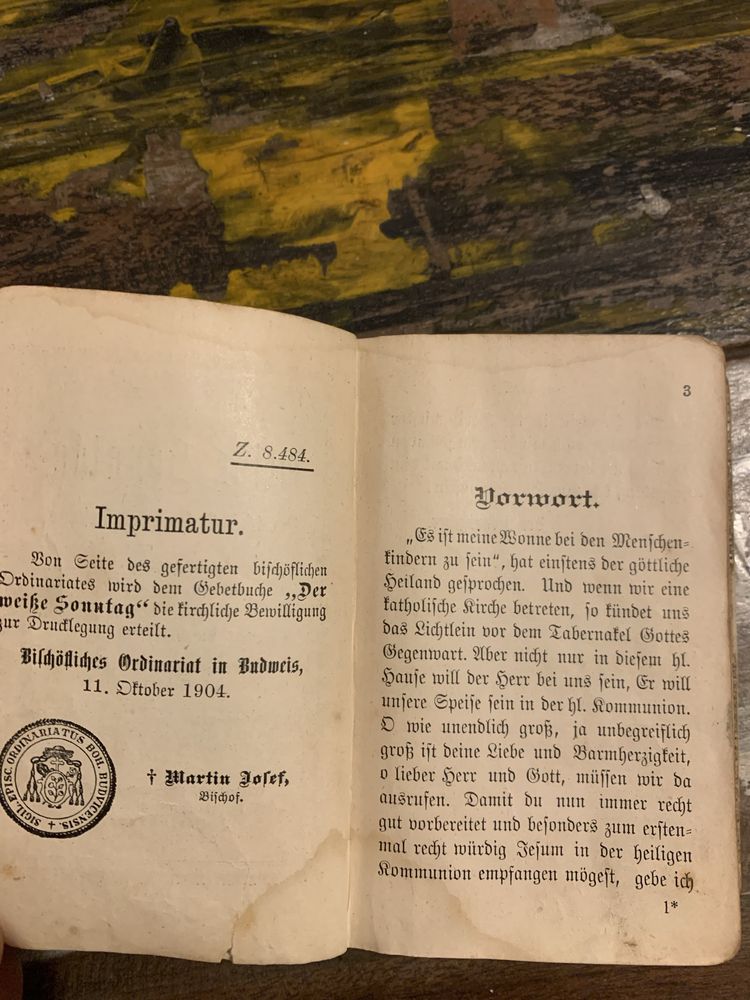 Z. 8.484.
Imprimatur.
Von Seite des gefertigten bischöflichen
Ordinariates wird dem Gebetbuche „Der
weiße Sonntag“ die kirchliche Bewilligung
zur Drucklegung erteilt.
Bischöfliches Ordinariat in Budweis,
11. Oktober 1904.
SIGIL. EPISC. ORDINARIATUS BOH. BUDVICENSIS. +
† Martin Josef,
Bischof.
3
Vorwort.
„Es ist meine Wonne bei den Menschen=
kindern zu sein“, hat einstens der göttliche
Heiland gesprochen. Und wenn wir eine
katholische Kirche betreten, so kündet uns
das Lichtlein vor dem Tabernakel Gottes
Gegenwart. Aber nicht nur in diesem hl.
Hause will der Herr bei uns sein, Er will
unsere Speise sein in der hl. Kommunion.
O wie unendlich groß, ja unbegreiflich
groß ist deine Liebe und Barmherzigkeit,
o lieber Herr und Gott, müssen wir da
ausrufen. Damit du nun immer recht
gut vorbereitet und besonders zum ersten=
mal recht würdig Jesum in der heiligen
Kommunion empfangen mögest, gebe ich
1*